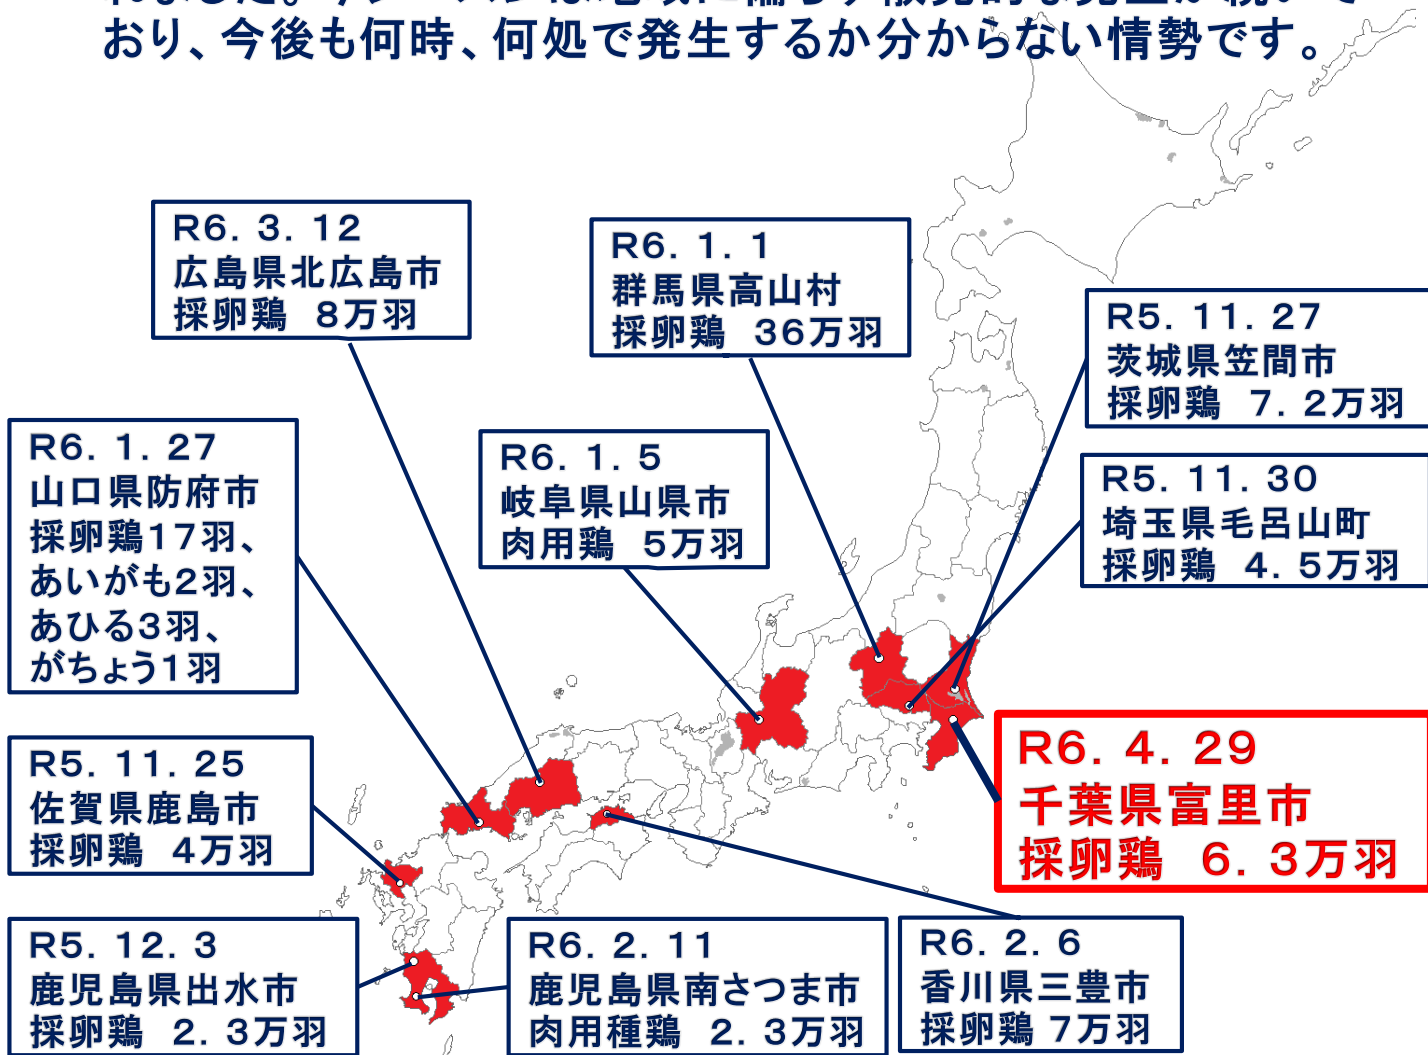 おり、今後も何時、何処で発生するか分からない情勢です。
R6.3.12
広島県北広島市
採卵鶏 8万羽
R6.1.1
群馬県高山村
採卵鶏 36万羽
R5.11.27
茨城県笠間市
採卵鶏 7.2万羽
R6.1.27
山口県防府市
採卵鶏17羽、
あいがも2羽、
あひる3羽、
がちょう1羽
R6.1.5
岐阜県山県市
肉用鶏 5万羽
R5.11.30
埼玉県毛呂山町
採卵鶏 4.5万羽
R5.11.25
佐賀県鹿島市
採卵鶏 4万羽
R6.4.29
千葉県富里市
採卵鶏 6.3万羽
R5.12.3
鹿児島県出水市
採卵鶏 2.3万羽
R6.2.11
鹿児島県南さつま市
肉用種鶏 2.3万羽
R6.2.6
香川県三豊市
採卵鶏 7万羽